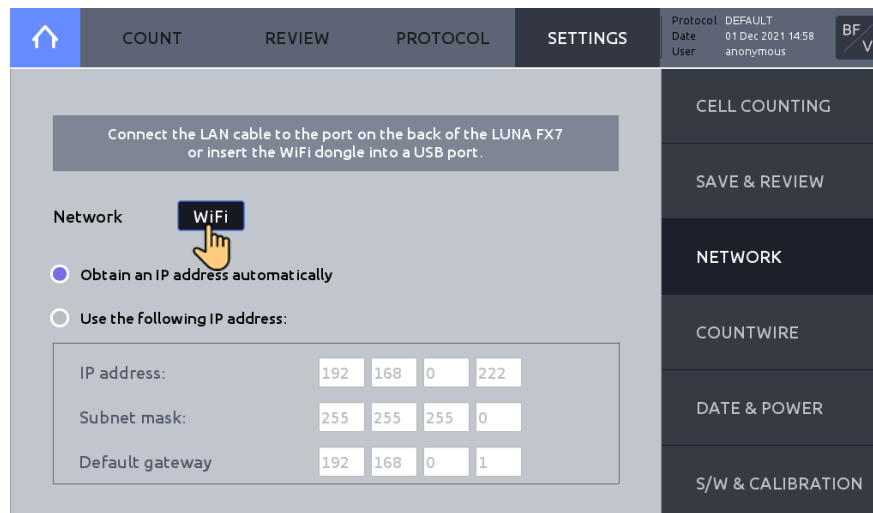 COUNT REVIEW PROTOCOL SETTINGS
Protocol DEFAULT
Date 01 Dec 2021 14:58
User anonymous
BF
V
Connect the LAN cable to the port on the back of the LUNA FX7
or insert the WiFi dongle into a USB port.
Network WiFi
Obtain an IP address automatically
Use the following IP address:
IP address: 192 168 0 222
Subnet mask: 255 255 255 0
Default gateway 192 168 0 1
CELL COUNTING
SAVE & REVIEW
NETWORK
COUNTWIRE
DATE & POWER
S/W & CALIBRATION